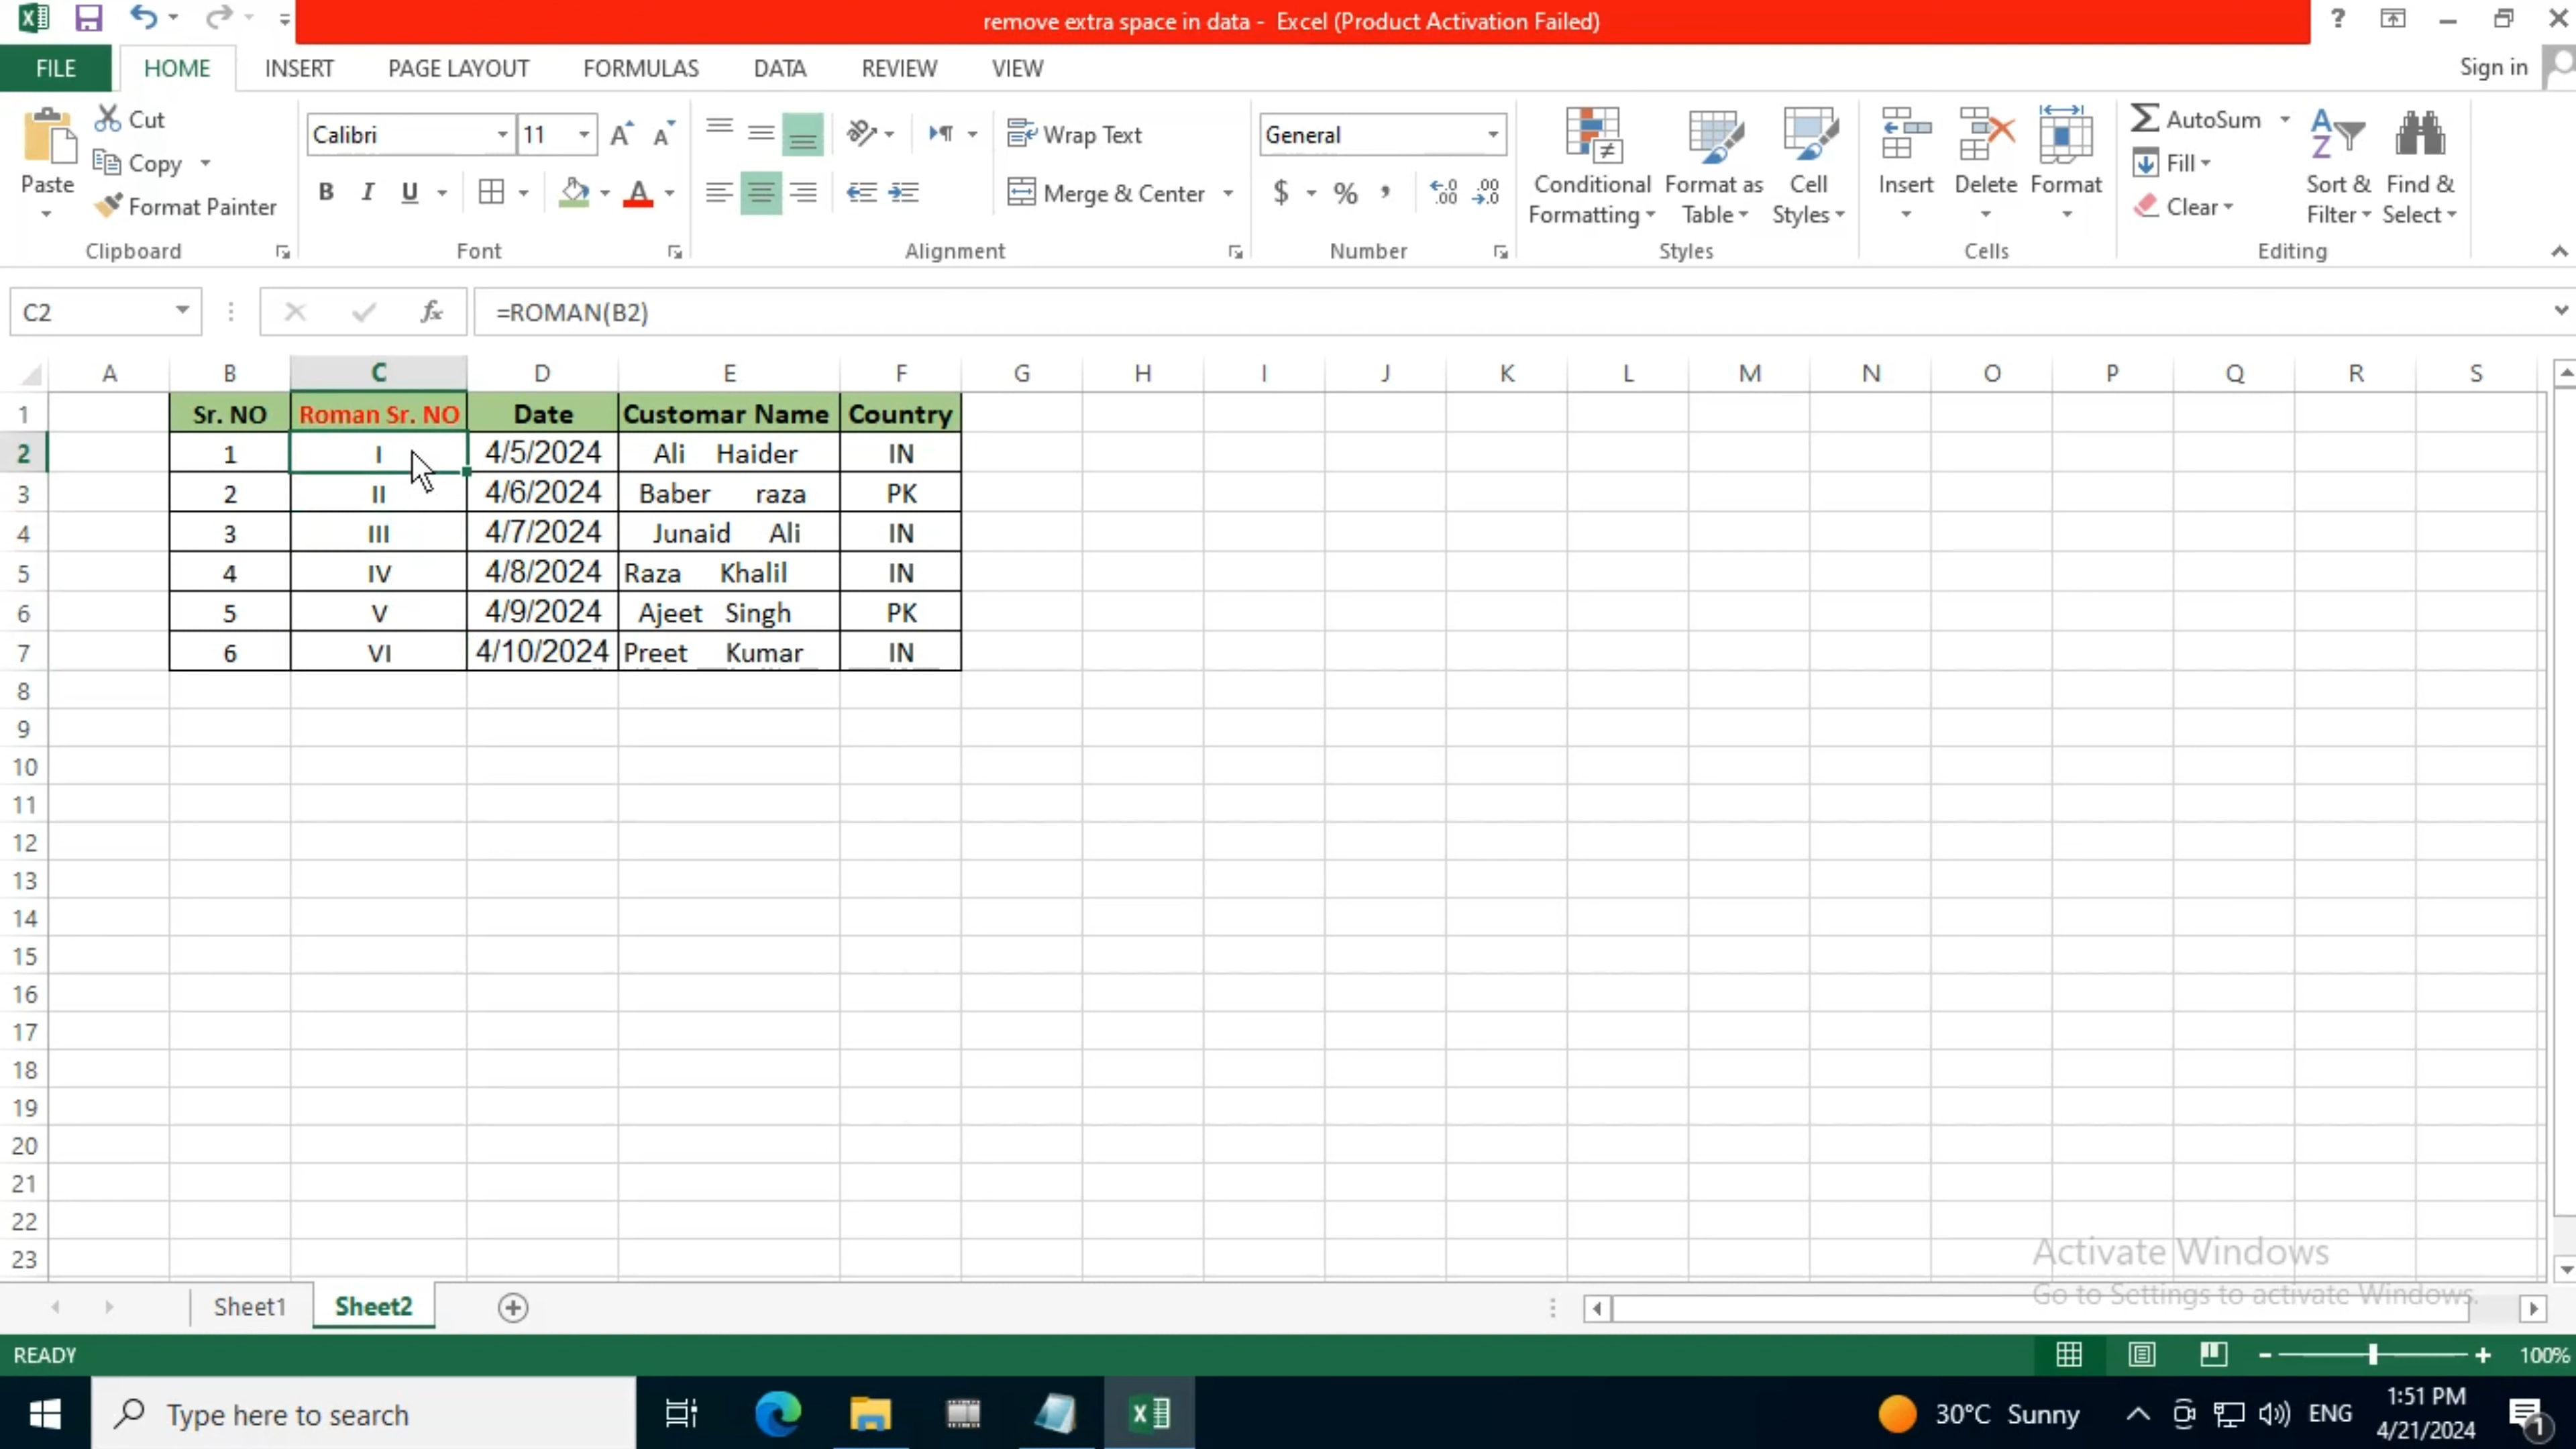 remove extra space in data - Excel (Product Activation Failed)
?
FILE HOME INSERT PAGE LAYOUT FORMULAS DATA REVIEW VIEW Sign in
Paste Cut Copy Format Painter
Clipboard
Calibri 11 A A
B I U A
Font
Wrap Text
Merge & Center
Alignment
General
$ % , .0 .00 .00 .0
Number
Conditional Formatting Format as Table Cell Styles
Styles
Insert Delete Format
Cells
AutoSum
Fill
Clear
Sort & Filter Find & Select
Editing
C2 fx =ROMAN(B2)
A B C D E F G H I J K L M N O P Q R S
1 Sr. NO Roman Sr. NO Date Customar Name Country
2 1 I 4/5/2024 Ali Haider IN
3 2 II 4/6/2024 Baber raza PK
4 3 III 4/7/2024 Junaid Ali IN
5 4 IV 4/8/2024 Raza Khalil IN
6 5 V 4/9/2024 Ajeet Singh PK
7 6 VI 4/10/2024 Preet Kumar IN
8
9
10
11
12
13
14
15
16
17
18
19
20
21
22
23
Activate Windows
Go to Settings to activate Windows.
Sheet1 Sheet2
READY 100%
Type here to search 30°C Sunny ENG 1:51 PM
4/21/2024 1